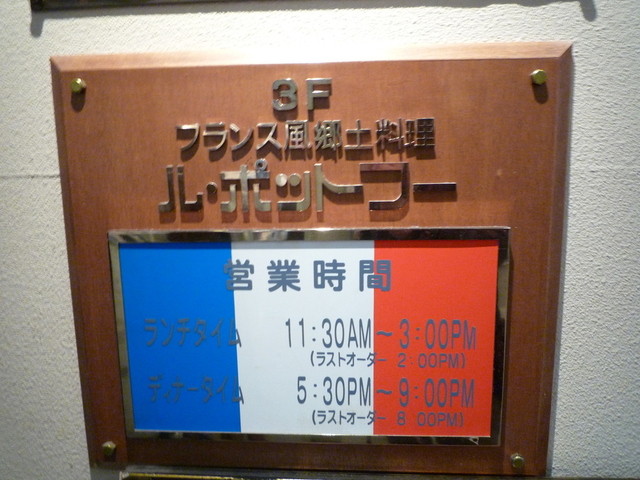 3F
フランス風郷土料理
ル・ポットフー
営業時間
ランチタイム 11:30AM～3:00PM
(ラストオーダー 2:00PM)
ディナータイム 5:30PM～9:00PM
(ラストオーダー 8:00PM)